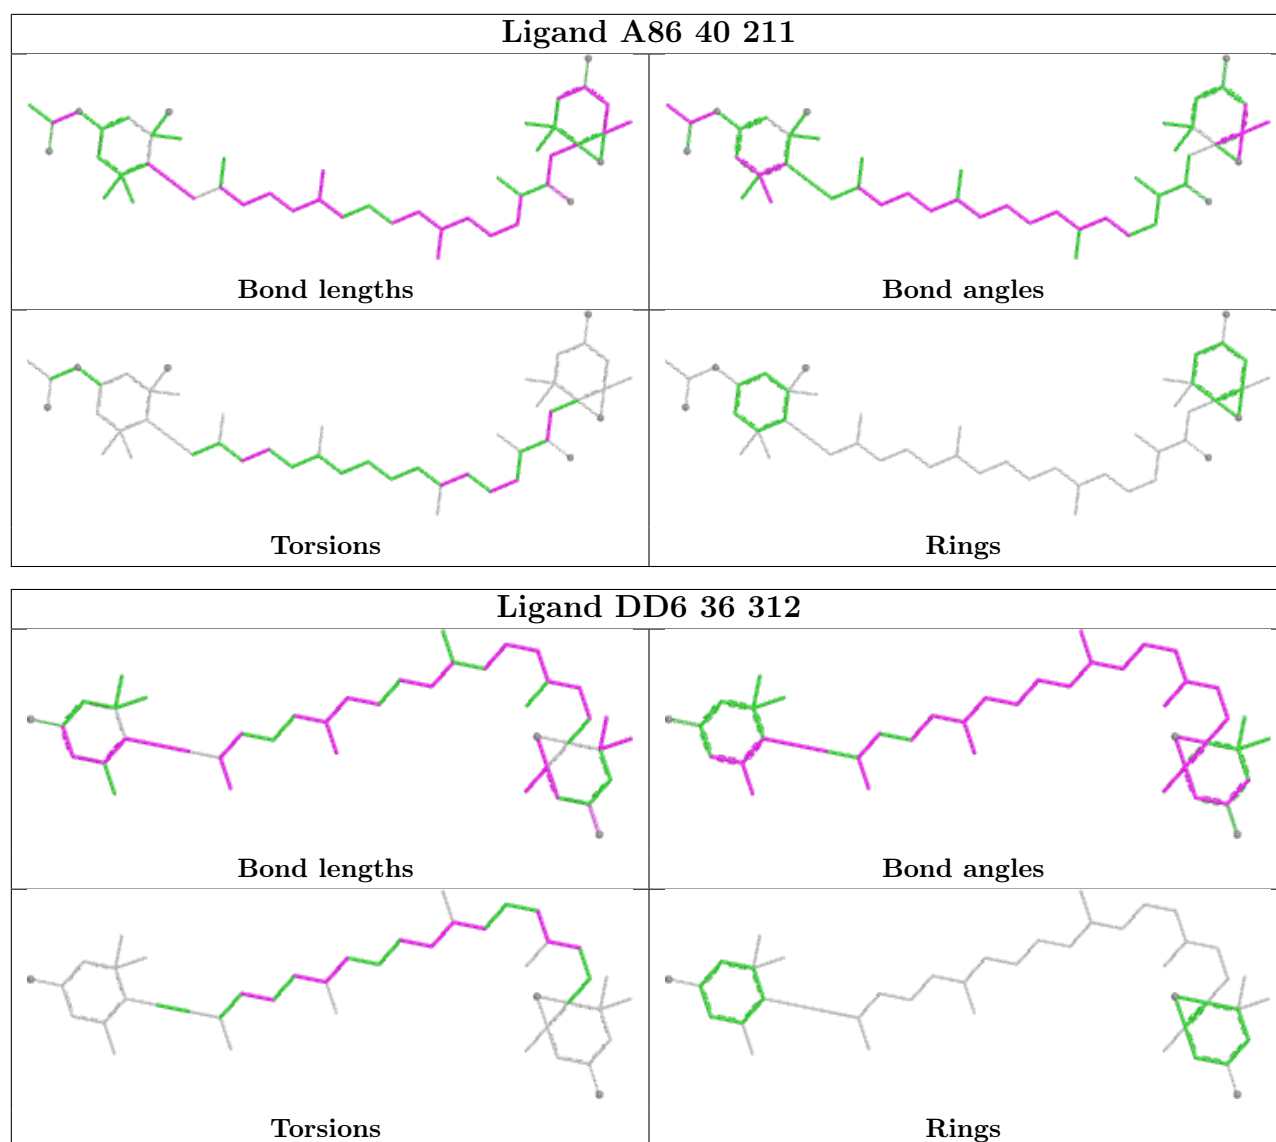 Ligand A86 40 211
Bond lengths
Bond angles
Torsions
Rings
Ligand DD6 36 312
Bond lengths
Bond angles
Torsions
Rings